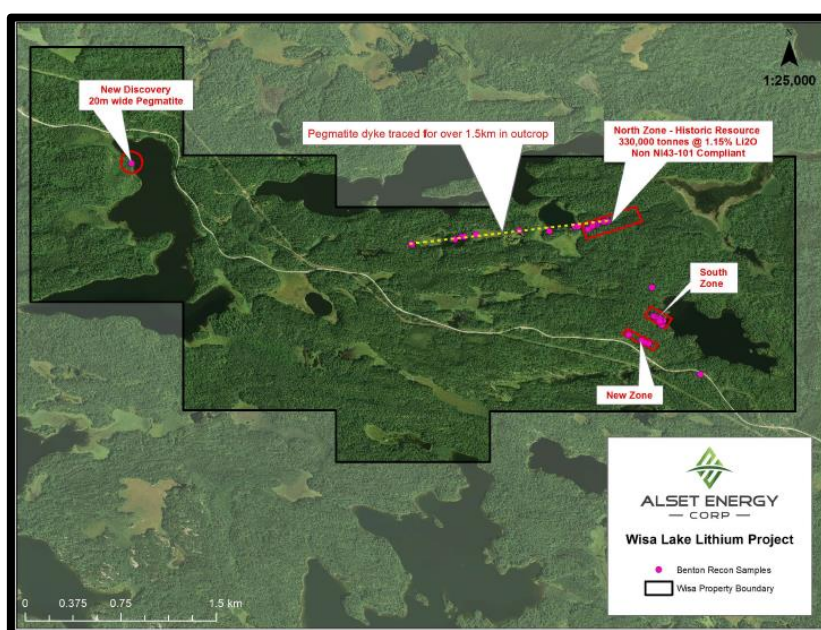 N
1:25,000
New Discovery
20m wide Pegmatite
Pegmatite dyke traced for over 1.5km in outcrop
North Zone - Historic Resource
330,000 tonnes @ 1.15% Li2O
Non NI43-101 Compliant
South
Zone
New Zone
ALSET ENERGY
CORP
Wisa Lake Lithium Project
Benton Recon Samples
Wisa Property Boundary
0 0.375 0.75 1.5 km